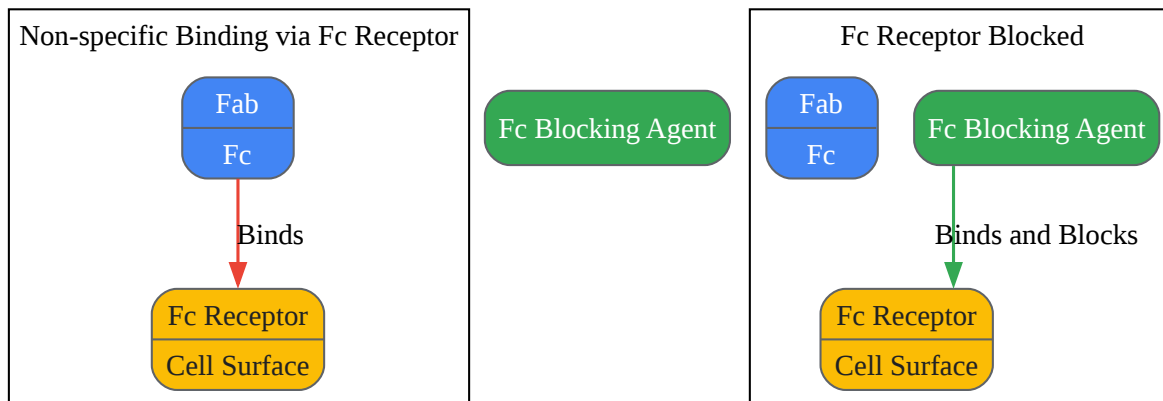 Non-specific Binding via Fc Receptor
Fab
Fc
Binds
Fc Receptor
Cell Surface
Fc Blocking Agent
Fc Receptor Blocked
Fab
Fc
Fc Blocking Agent
Binds and Blocks
Fc Receptor
Cell Surface